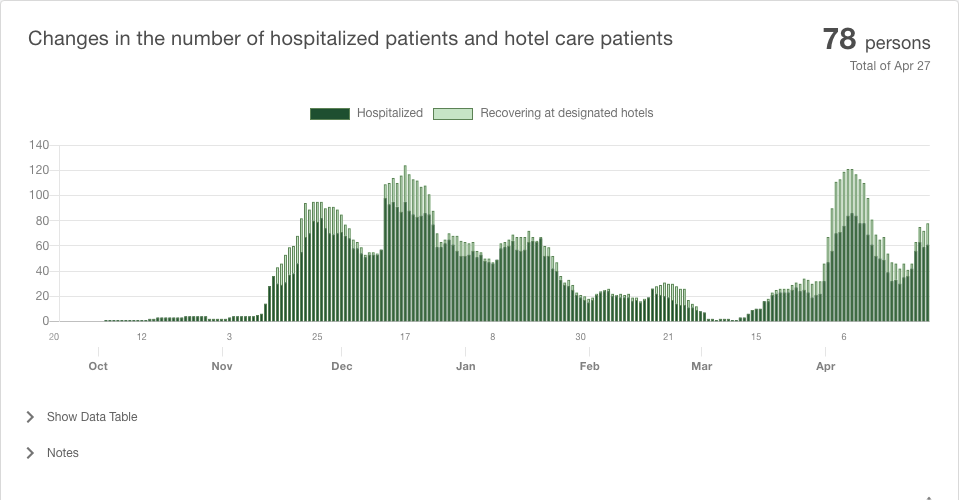 Changes in the number of hospitalized patients and hotel care patients
78 persons
Total of Apr 27
Hospitalized
Recovering at designated hotels
140
120
100
80
60
40
20
0
20 12 3 25 17 8 30 21 15 6
Oct Nov Dec Jan Feb Mar Apr
Show Data Table
Notes